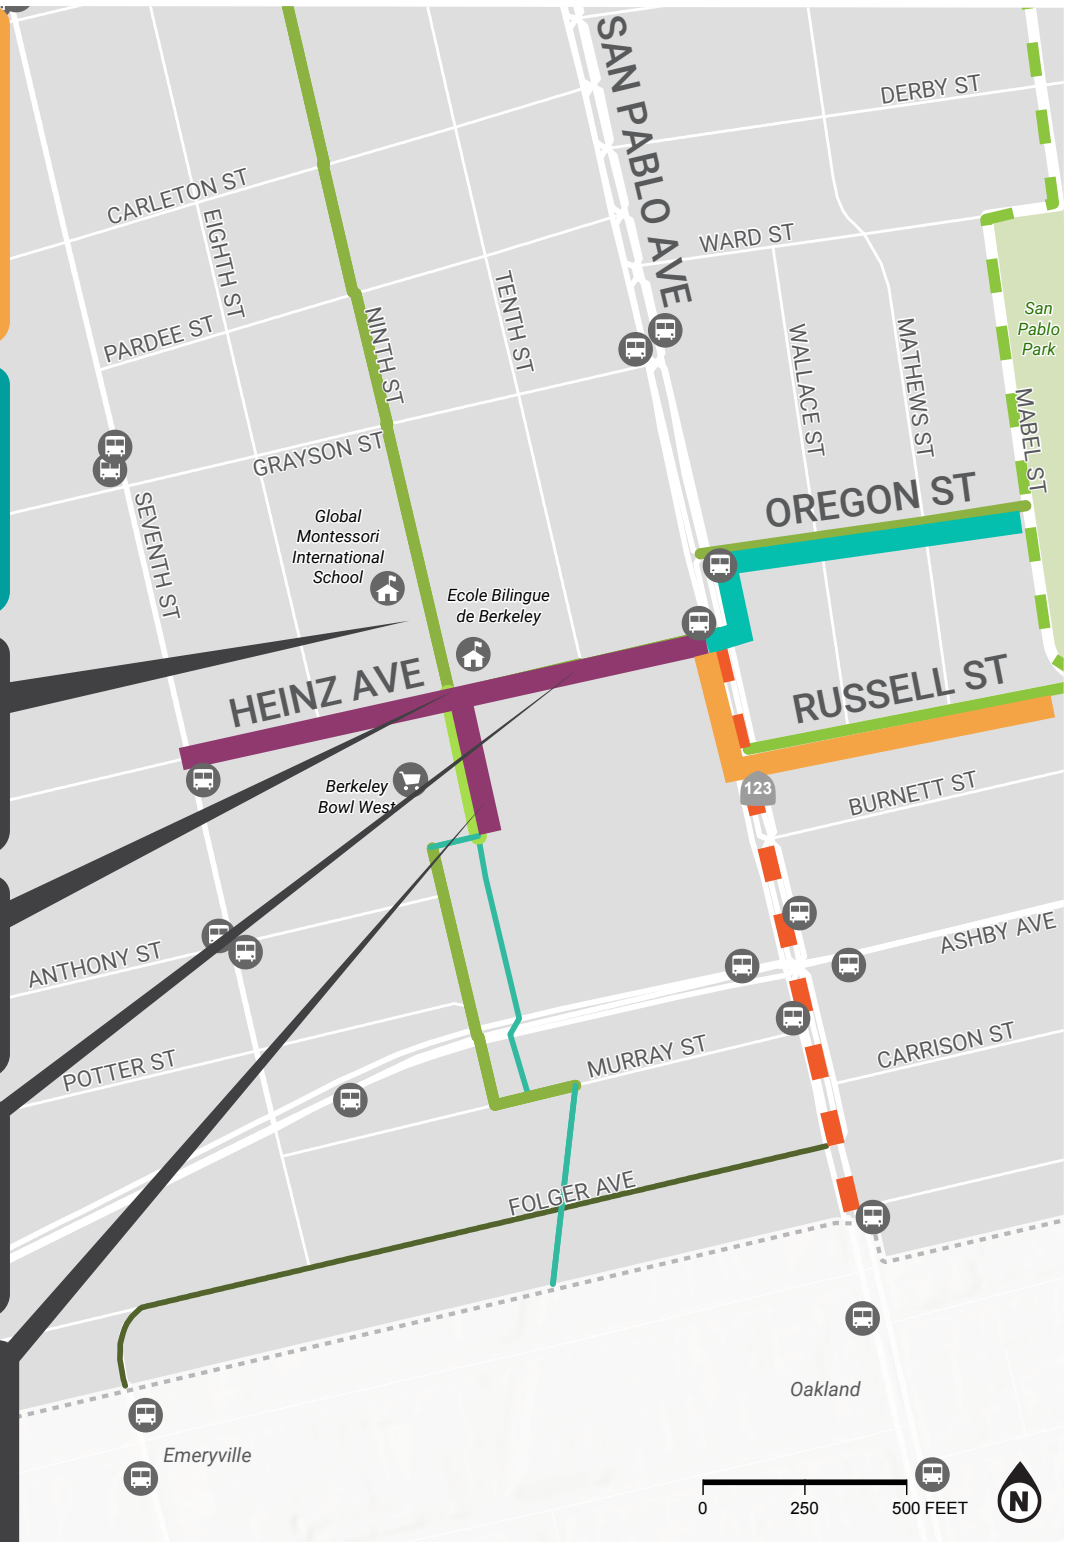 SAN PABLO AVE
DERBY ST
CARLETON ST
EIGHTH ST
WARD ST
TENTH ST
NINTH ST
PARDEE ST
San
Pablo
Park
WALLACE ST
MATHEWS ST
MABEL ST
GRAYSON ST
SEVENTH ST
OREGON ST
Global
Montessori
International
School
Ecole Bilingue
de Berkeley
HEINZ AVE
RUSSELL ST
Berkeley
Bowl West
123
BURNETT ST
ANTHONY ST
ASHBY AVE
POTTER ST
MURRAY ST
CARRISON ST
FOLGER AVE
Oakland
Emeryville
0 250 500 FEET
N